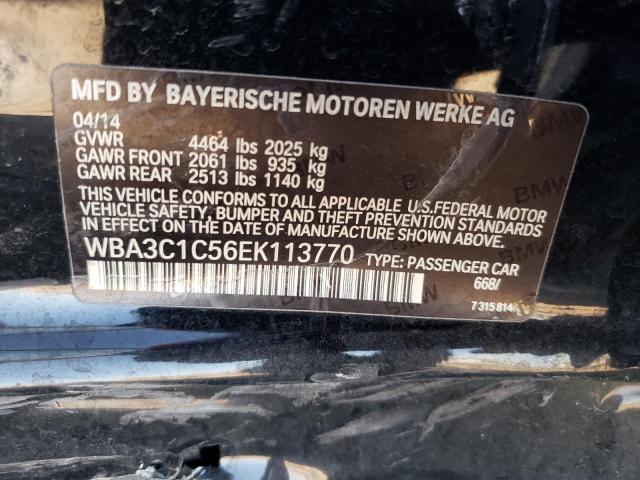 MFD BY BAYERISCHE MOTOREN WERKE AG
04/14
GVWR 4464 lbs 2025 kg
GAWR FRONT 2061 lbs 935 kg
GAWR REAR 2513 lbs 1140 kg
THIS VEHICLE CONFORMS TO ALL APPLICABLE U.S.FEDERAL MOTOR
VEHICLE SAFETY, BUMPER AND THEFT PREVENTION STANDARDS
IN EFFECT ON THE DATE OF MANUFACTURE SHOWN ABOVE.
WBA3C1C56EK113770 TYPE: PASSENGER CAR
668/
7 315 814
BMW
BMW